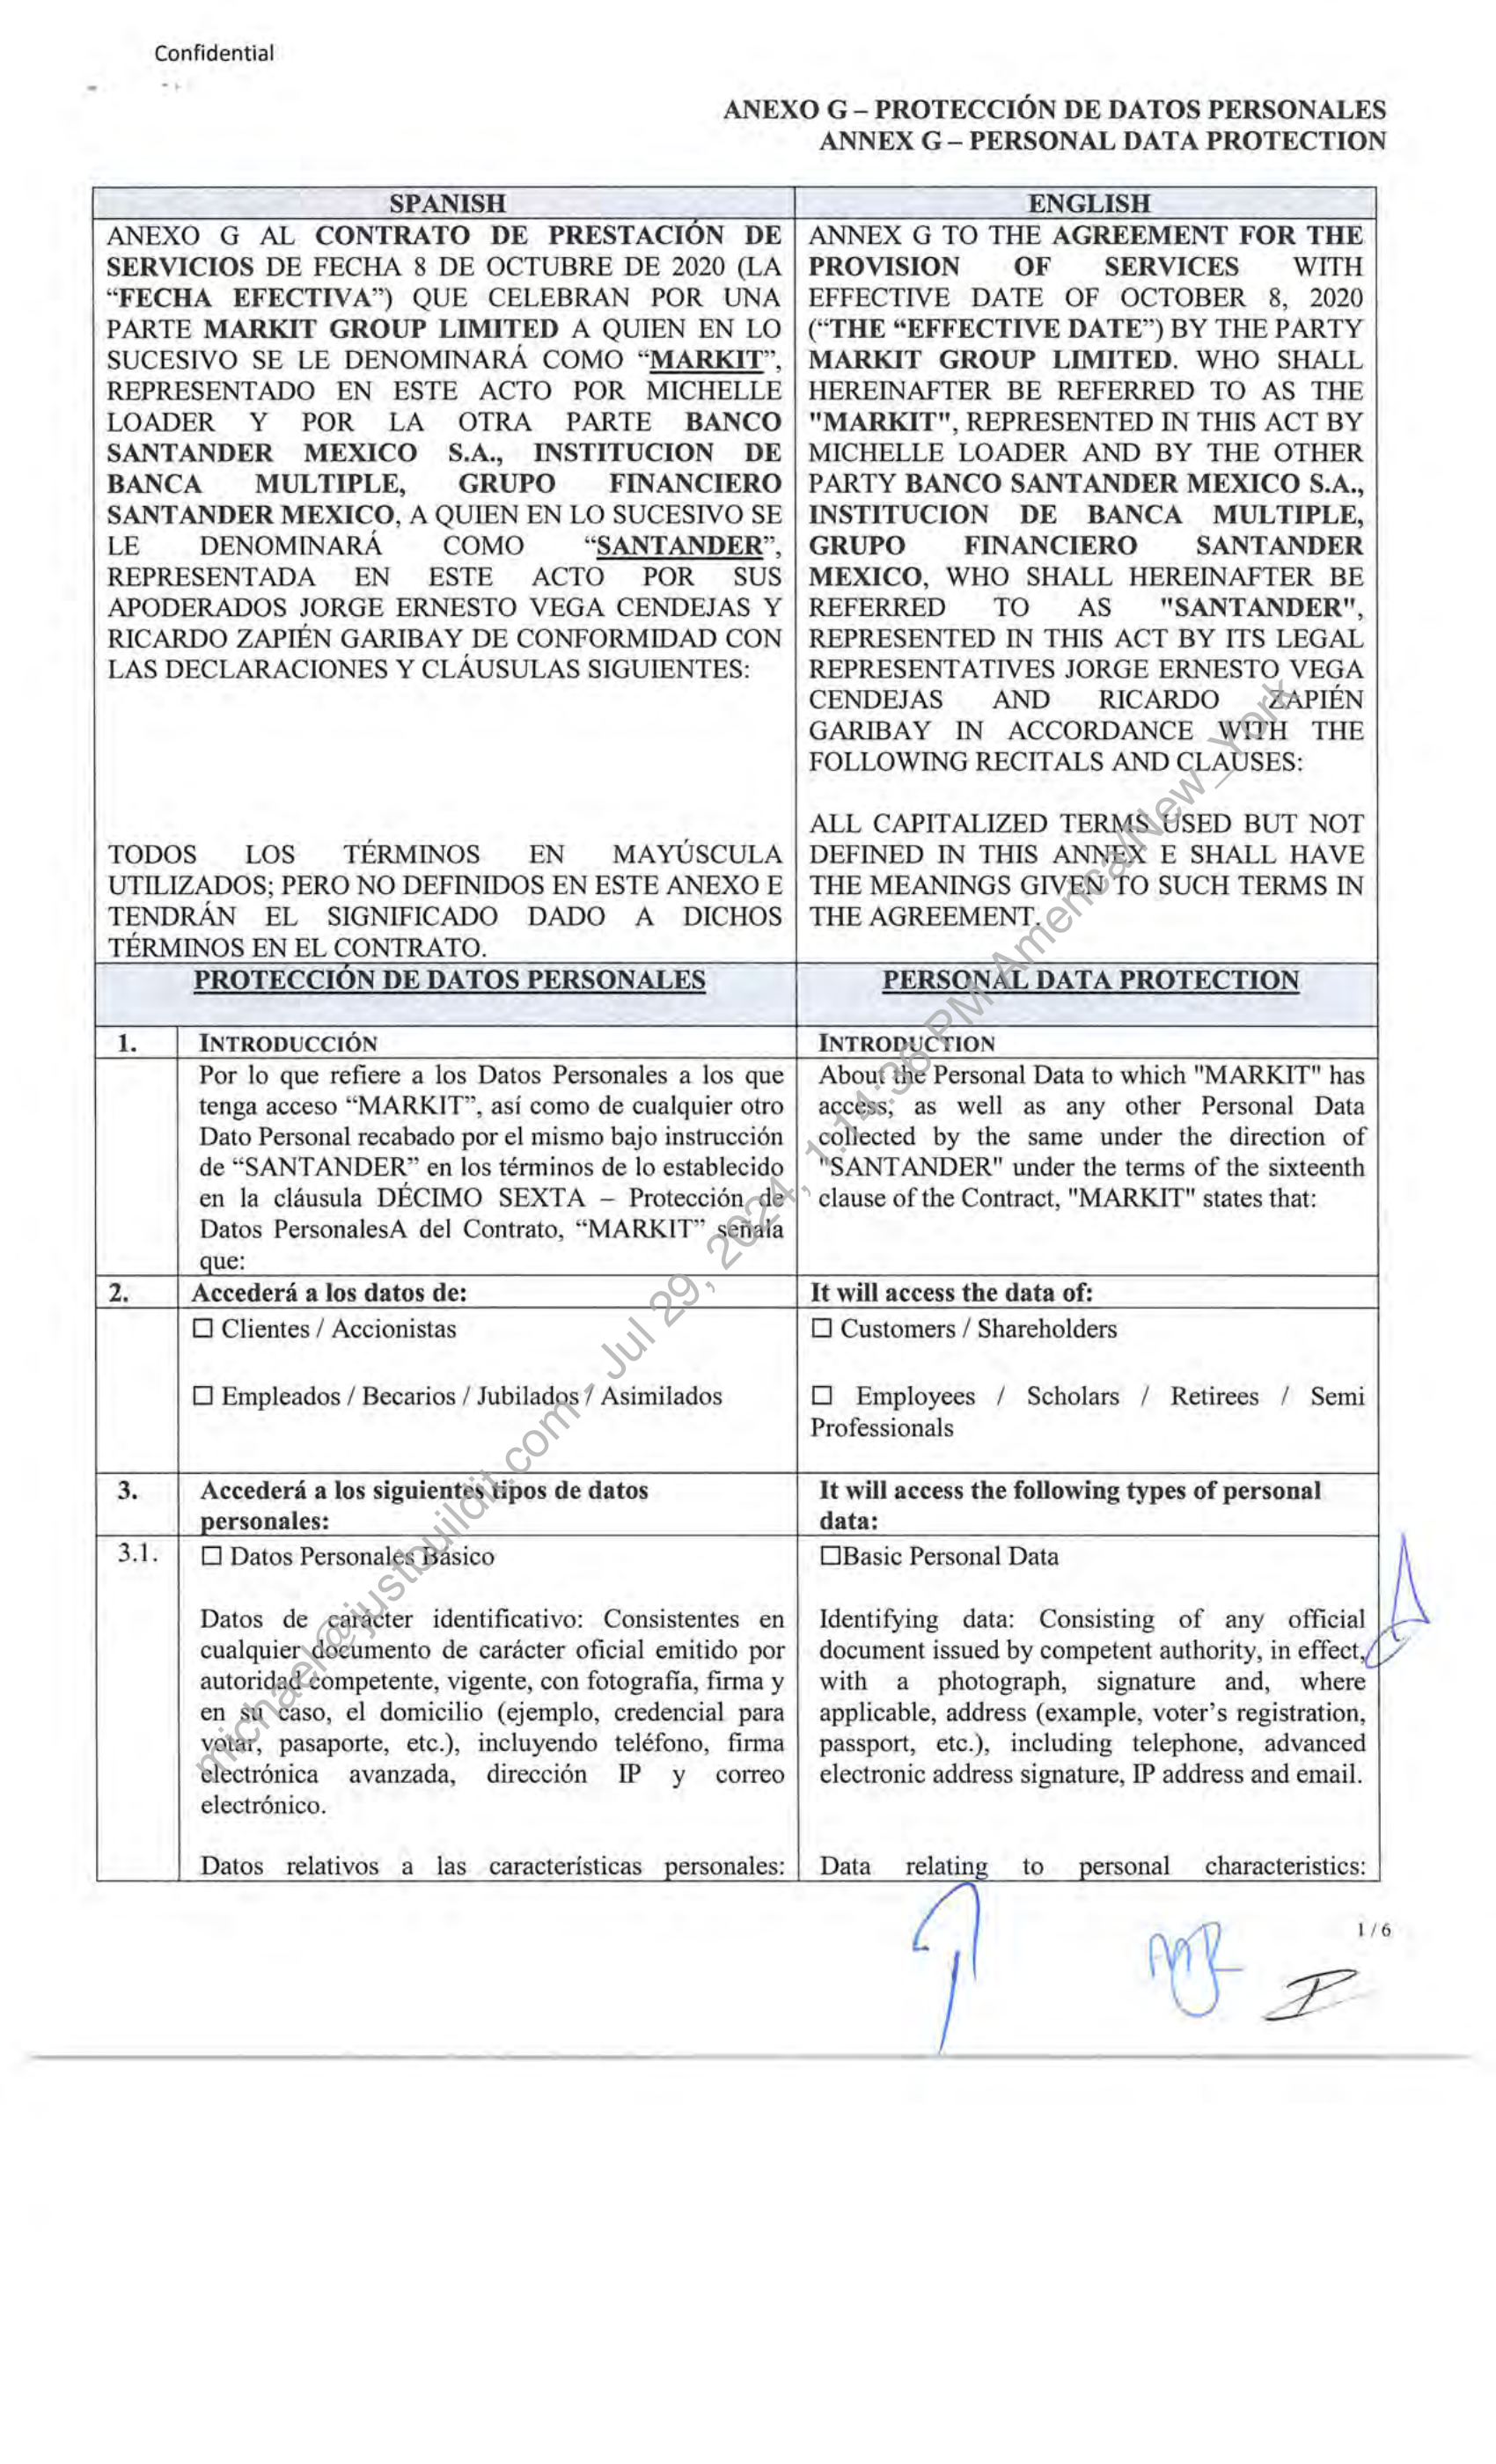 Confidential
ANEXO G – PROTECCIÓN DE DATOS PERSONALES
ANNEX G – PERSONAL DATA PROTECTION
SPANISH
ANEXO G AL CONTRATO DE PRESTACIÓN DE
SERVICIOS DE FECHA 8 DE OCTUBRE DE 2020 (LA
“FECHA EFECTIVA”) QUE CELEBRAN POR UNA
PARTE MARKIT GROUP LIMITED A QUIEN EN LO
SUCESIVO SE LE DENOMINARÁ COMO “MARKIT”,
REPRESENTADO EN ESTE ACTO POR MICHELLE
LOADER Y POR LA OTRA PARTE BANCO
SANTANDER MEXICO S.A., INSTITUCION DE
BANCA MULTIPLE, GRUPO FINANCIERO
SANTANDER MEXICO, A QUIEN EN LO SUCESIVO SE
LE DENOMINARÁ COMO “SANTANDER”,
REPRESENTADA EN ESTE ACTO POR SUS
APODERADOS JORGE ERNESTO VEGA CENDEJAS Y
RICARDO ZAPIÉN GARIBAY DE CONFORMIDAD CON
LAS DECLARACIONES Y CLÁUSULAS SIGUIENTES:
TODOS LOS TÉRMINOS EN MAYÚSCULA
UTILIZADOS; PERO NO DEFINIDOS EN ESTE ANEXO E
TENDRÁN EL SIGNIFICADO DADO A DICHOS
TÉRMINOS EN EL CONTRATO.
ENGLISH
ANNEX G TO THE AGREEMENT FOR THE
PROVISION OF SERVICES WITH
EFFECTIVE DATE OF OCTOBER 8, 2020
(“THE “EFFECTIVE DATE”) BY THE PARTY
MARKIT GROUP LIMITED. WHO SHALL
HEREINAFTER BE REFERRED TO AS THE
"MARKIT", REPRESENTED IN THIS ACT BY
MICHELLE LOADER AND BY THE OTHER
PARTY BANCO SANTANDER MEXICO S.A.,
INSTITUCION DE BANCA MULTIPLE,
GRUPO FINANCIERO SANTANDER
MEXICO, WHO SHALL HEREINAFTER BE
REFERRED TO AS "SANTANDER",
REPRESENTED IN THIS ACT BY ITS LEGAL
REPRESENTATIVES JORGE ERNESTO VEGA
CENDEJAS AND RICARDO ZAPIÉN
GARIBAY IN ACCORDANCE WITH THE
FOLLOWING RECITALS AND CLAUSES:
ALL CAPITALIZED TERMS USED BUT NOT
DEFINED IN THIS ANNEX E SHALL HAVE
THE MEANINGS GIVEN TO SUCH TERMS IN
THE AGREEMENT.
PROTECCIÓN DE DATOS PERSONALES
PERSONAL DATA PROTECTION
1. INTRODUCCIÓN
INTRODUCTION
Por lo que refiere a los Datos Personales a los que
tenga acceso “MARKIT”, así como de cualquier otro
Dato Personal recabado por el mismo bajo instrucción
de “SANTANDER” en los términos de lo establecido
en la cláusula DÉCIMO SEXTA – Protección de
Datos PersonalesA del Contrato, “MARKIT” señala
que:
About the Personal Data to which "MARKIT" has
access, as well as any other Personal Data
collected by the same under the direction of
"SANTANDER" under the terms of the sixteenth
clause of the Contract, "MARKIT" states that:
2. Accederá a los datos de:
It will access the data of:
☐ Clientes / Accionistas
☐ Empleados / Becarios / Jubilados / Asimilados
☐ Customers / Shareholders
☐ Employees / Scholars / Retirees / Semi
Professionals
3. Accederá a los siguientes tipos de datos
personales:
It will access the following types of personal
data:
3.1. ☐ Datos Personales Básico
Datos de carácter identificativo: Consistentes en
cualquier documento de carácter oficial emitido por
autoridad competente, vigente, con fotografía, firma y
en su caso, el domicilio (ejemplo, credencial para
votar, pasaporte, etc.), incluyendo teléfono, firma
electrónica avanzada, dirección IP y correo
electrónico.
Datos relativos a las características personales:
☐Basic Personal Data
Identifying data: Consisting of any official
document issued by competent authority, in effect,
with a photograph, signature and, where
applicable, address (example, voter’s registration,
passport, etc.), including telephone, advanced
electronic address signature, IP address and email.
Data relating to personal characteristics:
1 / 6
michael@justbuildit.com - Jul 29, 2024, 1:14:36 PM America/New_York